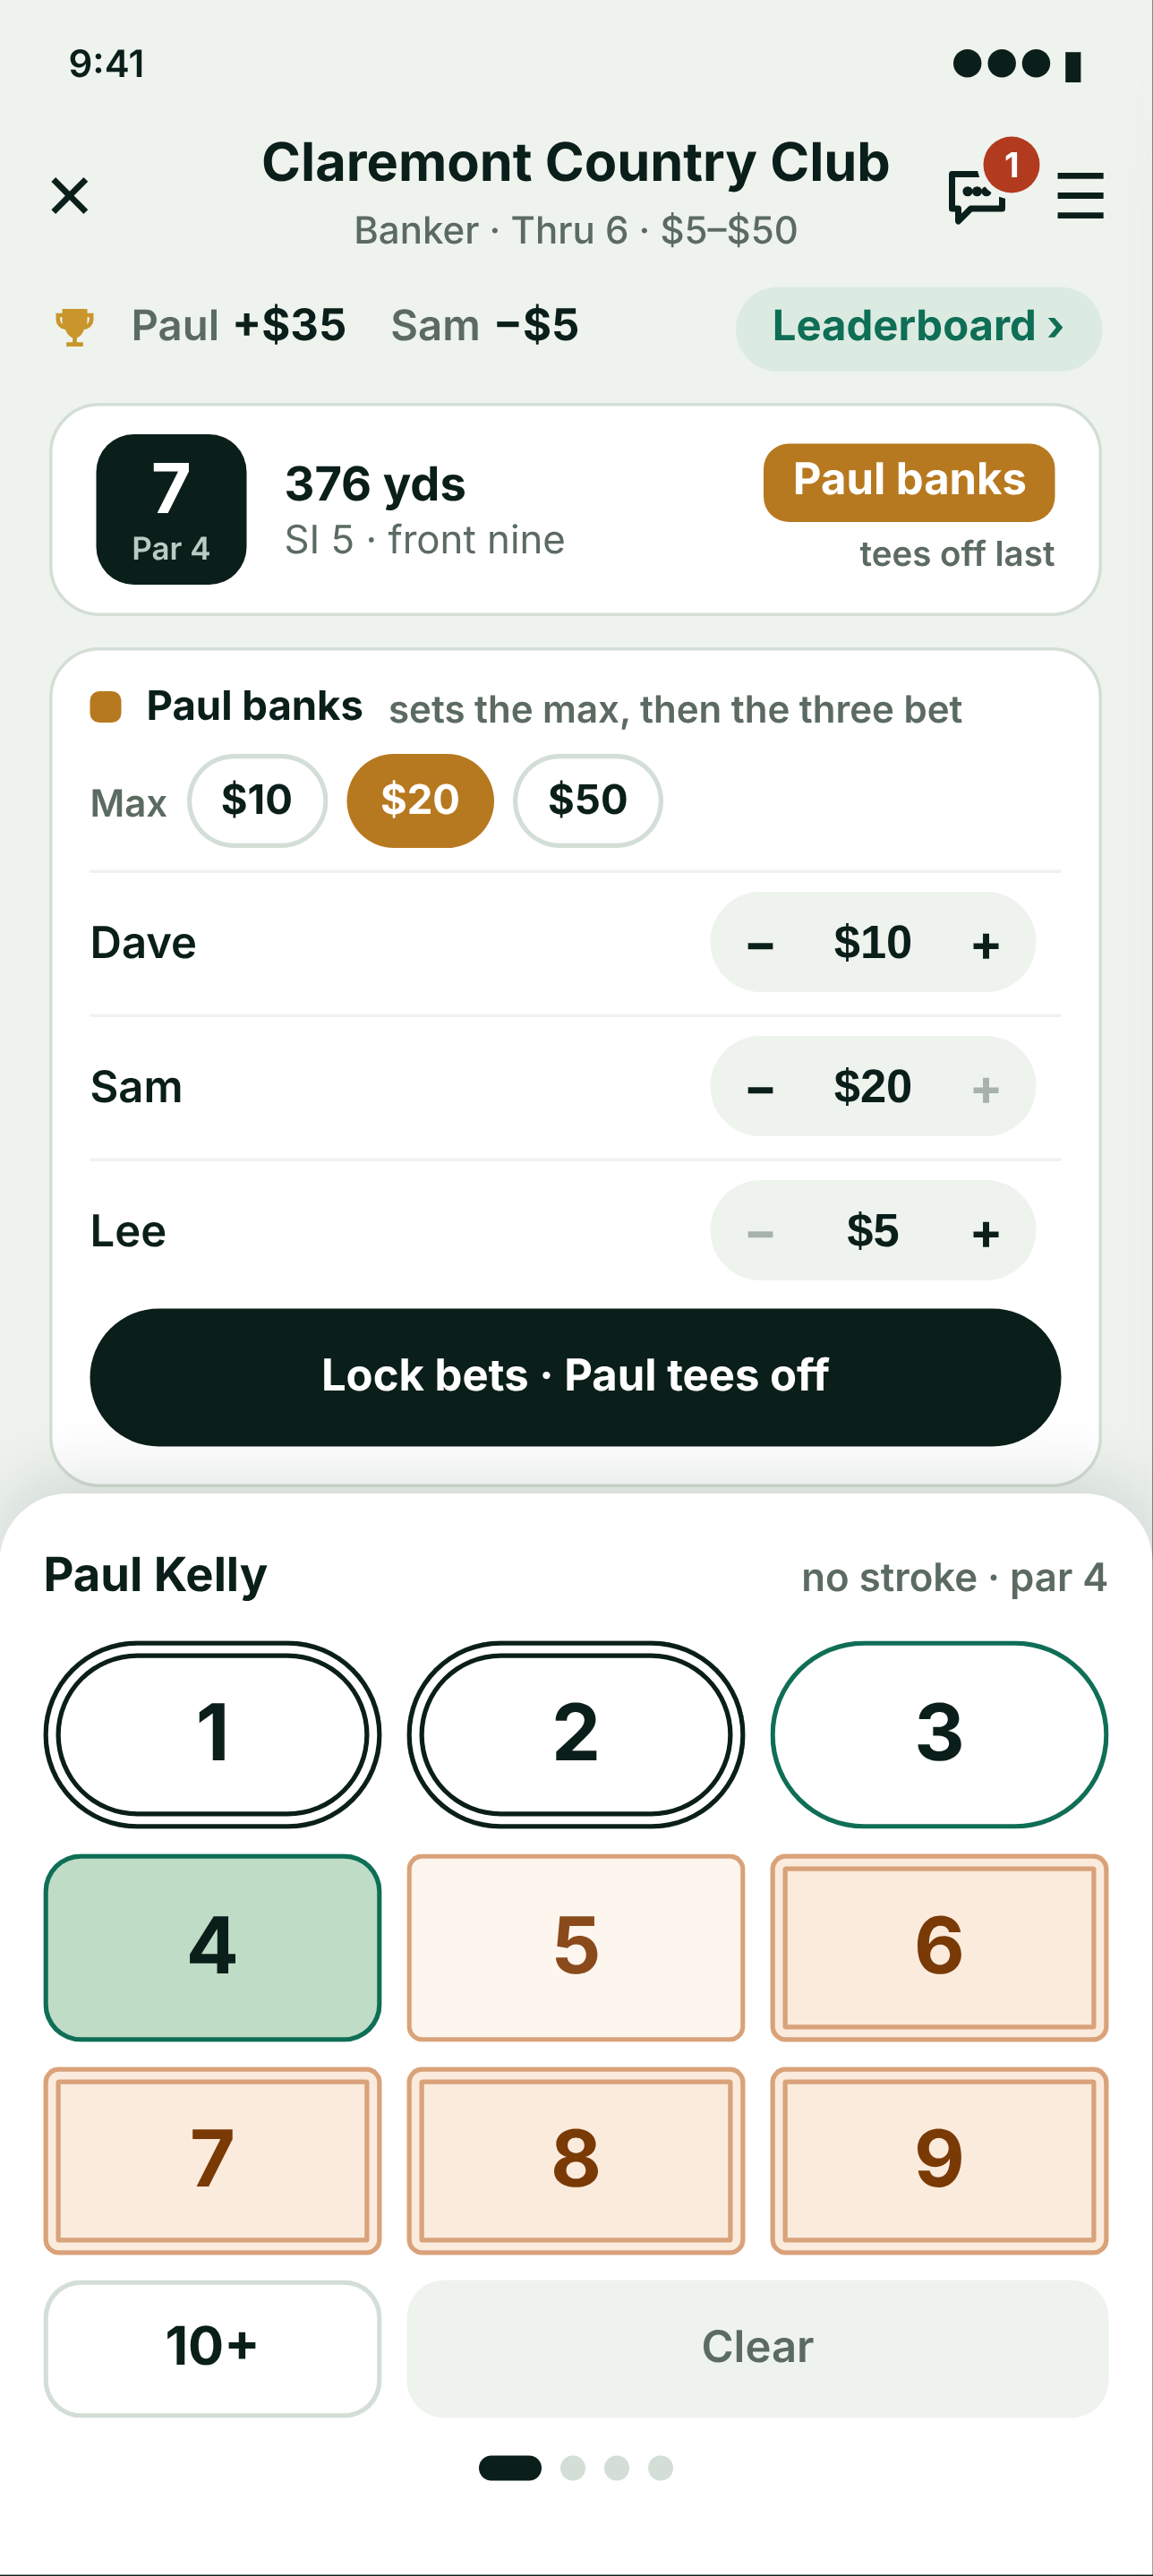 9:41
Claremont Country Club
1
Banker · Thru 6 · $5–$50
Paul +$35 Sam −$5 Leaderboard ›
7
Par 4
376 yds
SI 5 · front nine
Paul banks
tees off last
Paul banks sets the max, then the three bet
Max $10 $20 $50
Dave − $10 +
Sam − $20 +
Lee − $5 +
Lock bets · Paul tees off
Paul Kelly no stroke · par 4
1 2 3
4 5 6
7 8 9
10+ Clear